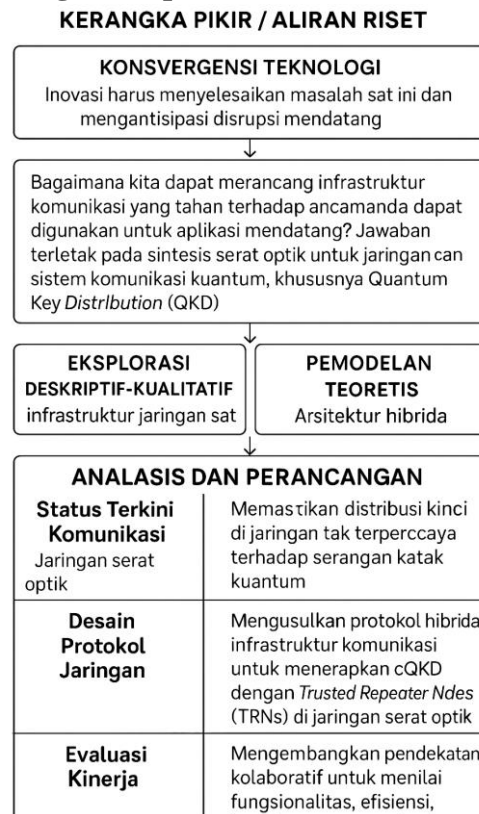 KERANGKA PIKIR / ALIRAN RISET
KONSVERGENSI TEKNOLOGI
Inovasi harus menyelesaikan masalah sat ini dan
mengantisipasi disrupsi mendatang
Bagaimana kita dapat merancang infrastruktur
komunikasi yang tahan terhadap ancamanda dapat
digunakan untuk aplikasi mendatang? Jawaban
terletak pada sintesis serat optik untuk jaringan can
sistem komunikasi kuantum, khususnya Quantum
Key Distrlbution (QKD)
EKSPLORASI
DESKRIPTIF-KUALITATIF
infrastruktur jaringan sat
PEMODELAN
TEORETIS
Arsitektur hibrida
ANALASIS DAN PERANCANGAN
Status Terkini
Komunikasi
Jaringan serat
optik
Memastikan distribusi kinci
di jaringan tak terperccaya
terhadap serangan katak
kuantum
Desain
Protokol
Jaringan
Mengusulkan protokol hibrida
infrastruktur komunikasi
untuk menerapkan cQKD
dengan Trusted Repeater Ndes
(TRNs) di jaringan serat optik
Evaluasi
Kinerja
Mengembangkan pendekatan
kolaboratif untuk menilai
fungsionalitas, efisiensi,